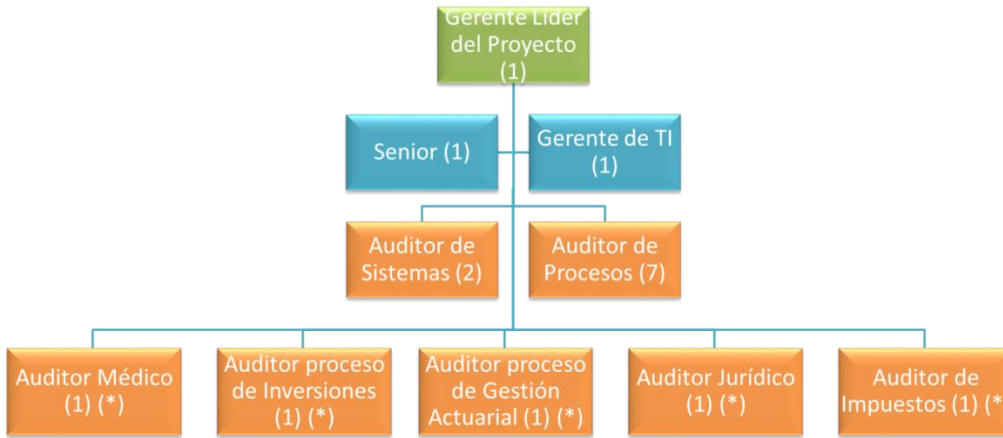 Gerente Líder
del Proyecto
(1)
Senior (1)
Gerente de TI
(1)
Auditor de
Sistemas (2)
Auditor de
Procesos (7)
Auditor Médico
(1) (*)
Auditor proceso
de Inversiones
(1) (*)
Auditor proceso
de Gestión
Actuarial (1) (*)
Auditor Jurídico
(1) (*)
Auditor de
Impuestos (1) (*